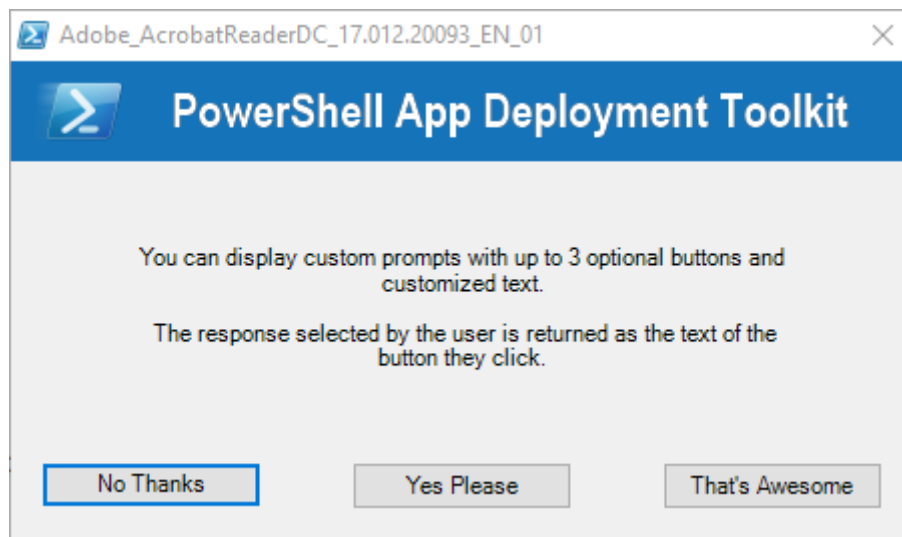 Adobe_AcrobatReaderDC_17.012.20093_EN_01
PowerShell App Deployment Toolkit
You can display custom prompts with up to 3 optional buttons and
customized text.
The response selected by the user is returned as the text of the
button they click.
No Thanks
Yes Please
That's Awesome